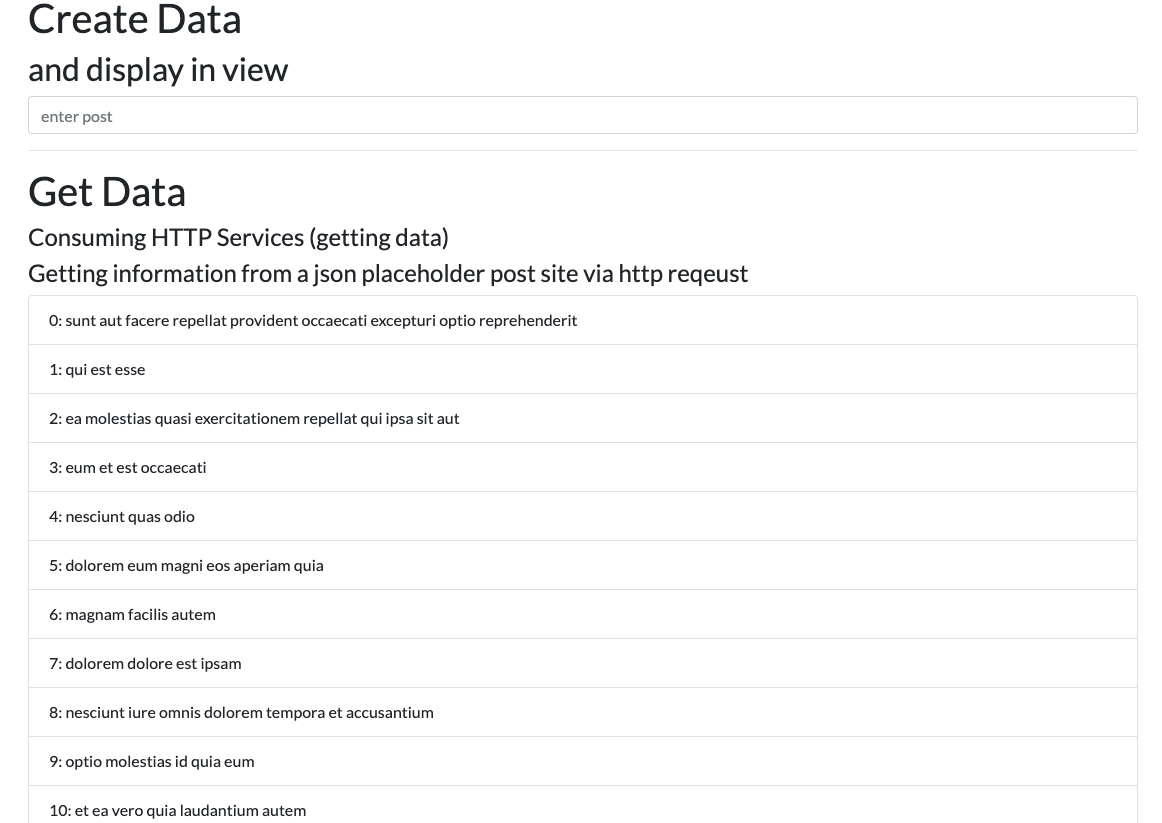 Create Data
and display in view
enter post
Get Data
Consuming HTTP Services (getting data)
Getting information from a json placeholder post site via http reqeust
0: sunt aut facere repellat provident occaecati excepturi optio reprehenderit
1: qui est esse
2: ea molestias quasi exercitationem repellat qui ipsa sit aut
3: eum et est occaecati
4: nesciunt quas odio
5: dolorem eum magni eos aperiam quia
6: magnam facilis autem
7: dolorem dolore est ipsam
8: nesciunt iure omnis dolorem tempora et accusantium
9: optio molestias id quia eum
10: et ea vero quia laudantium autem